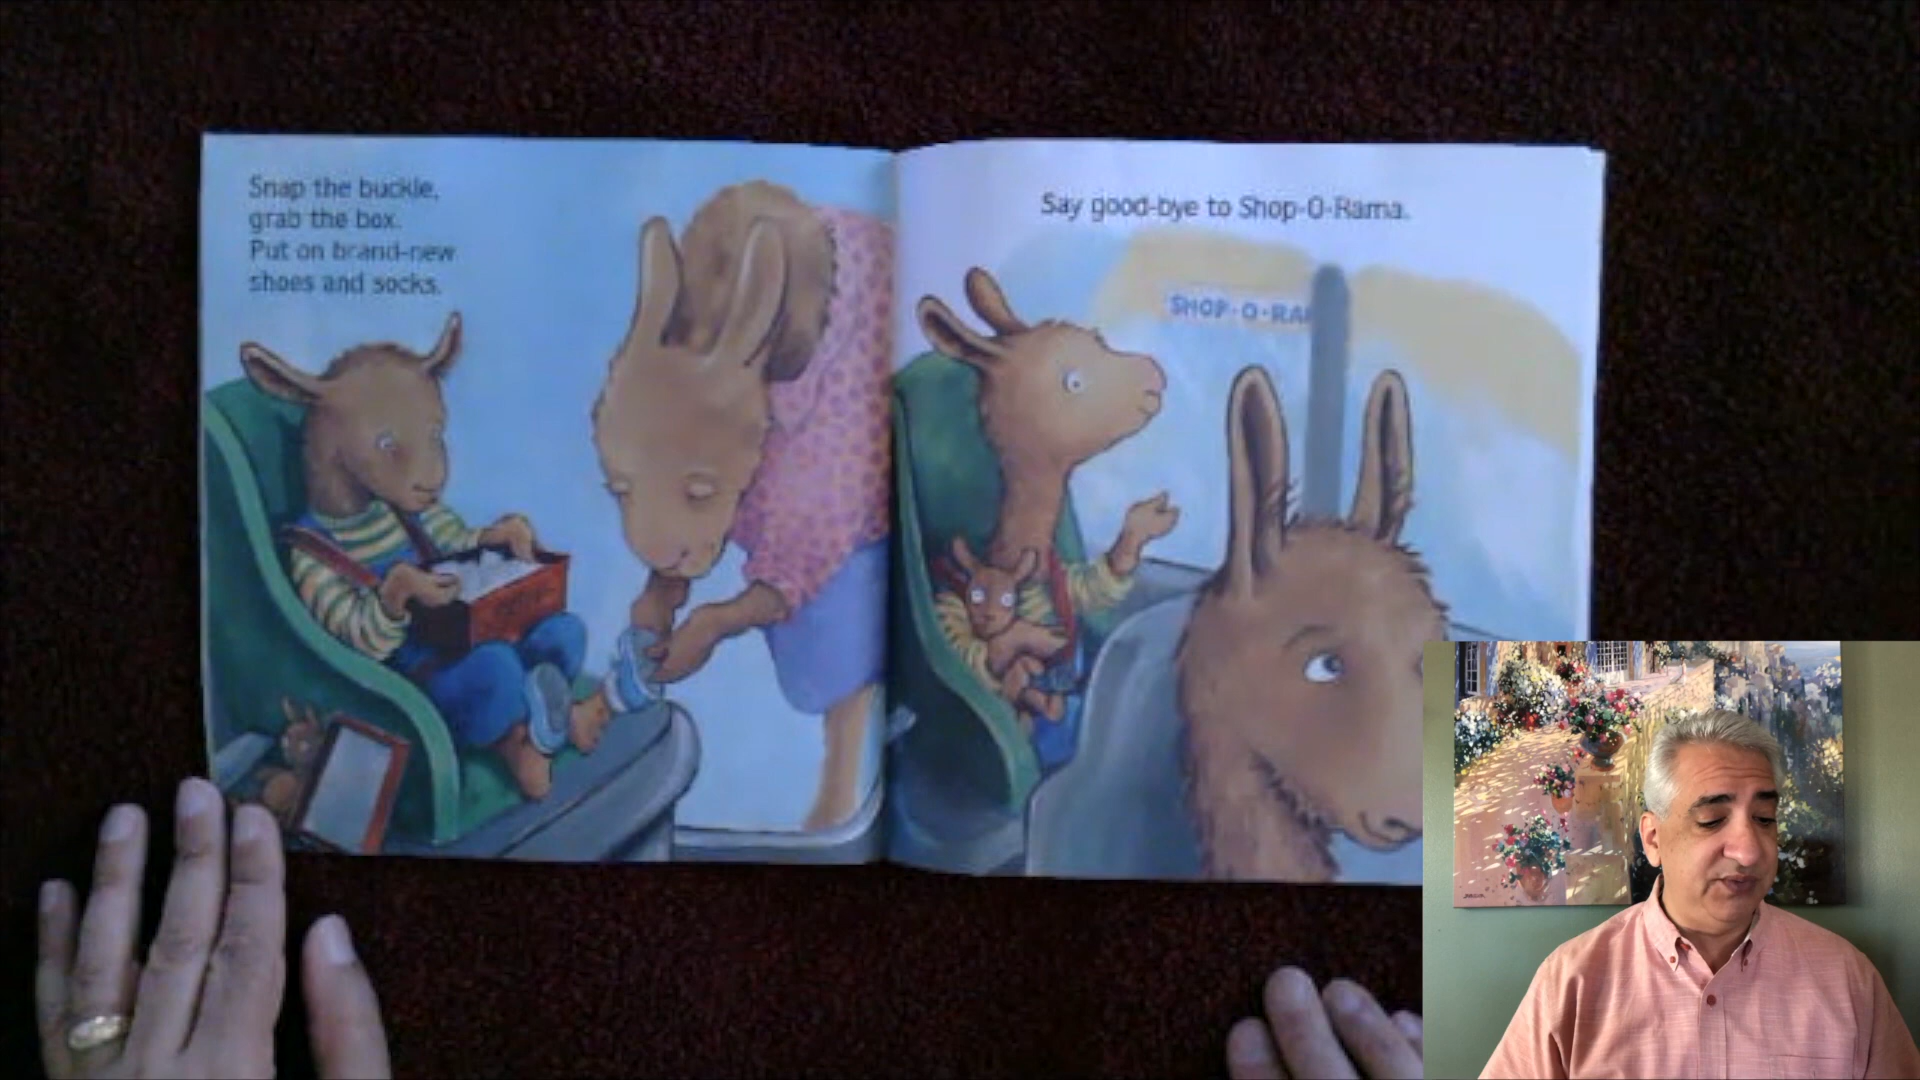 Snap the buckle,
grab the box.
Put on brand-new
shoes and socks.
Say good-bye to Shop-O-Rama.
SHOP-O-RA